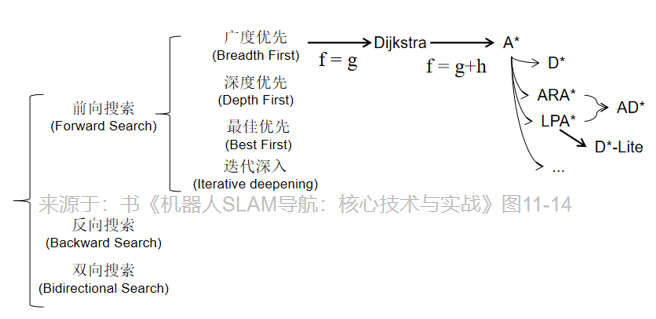 广度优先
(Breadth First)
f = g
Dijkstra
f = g+h
A*
D*
ARA*
LPA*
AD*
D*-Lite
...
深度优先
(Depth First)
前向搜索
(Forward Search)
最佳优先
(Best First)
迭代深入
(Iterative deepening)
来源于：书《机器人SLAM导航：核心技术与实战》图11-14
反向搜索
(Backward Search)
双向搜索
(Bidirectional Search)